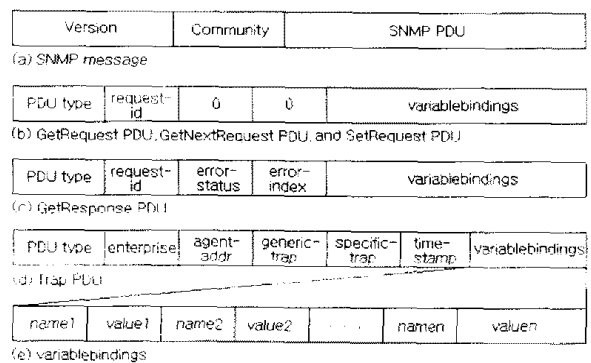 Version Community SNMP PDU
(a) SNMP message
PDU type request-id 0 0 variablebindings
(b) GetRequest PDU, GetNextRequest PDU, and SetRequest PDU
PDU type request-id error-status error-index variablebindings
(c) GetResponse PDU
PDU type enterprise agent-addr generic-trap specific-trap time-stamp variablebindings
(d) Trap PDU
name1 value1 name2 value2 . . . namen valuen
(e) variablebindings